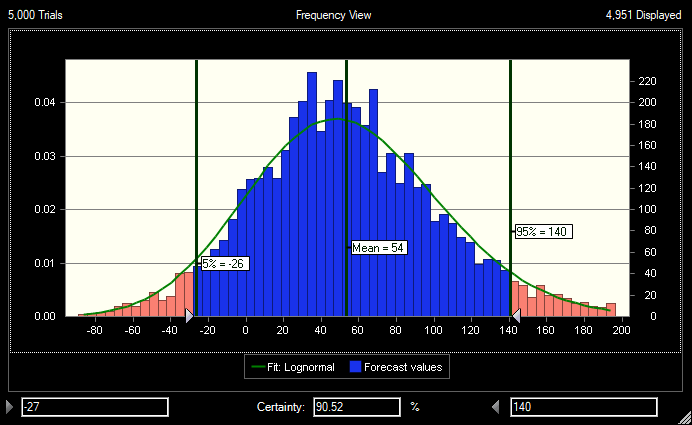 5,000 Trials Frequency View 4,951 Displayed
220
0.04 200
180
160
0.03
140
120
0.02 100
95% = 140
80
Mean = 54
60
5% = -26
0.01
40
20
0.00 0
-80 -60 -40 -20 0 20 40 60 80 100 120 140 160 180 200
Fit: Lognormal Forecast values
-27 Certainty: 90.52 % 140